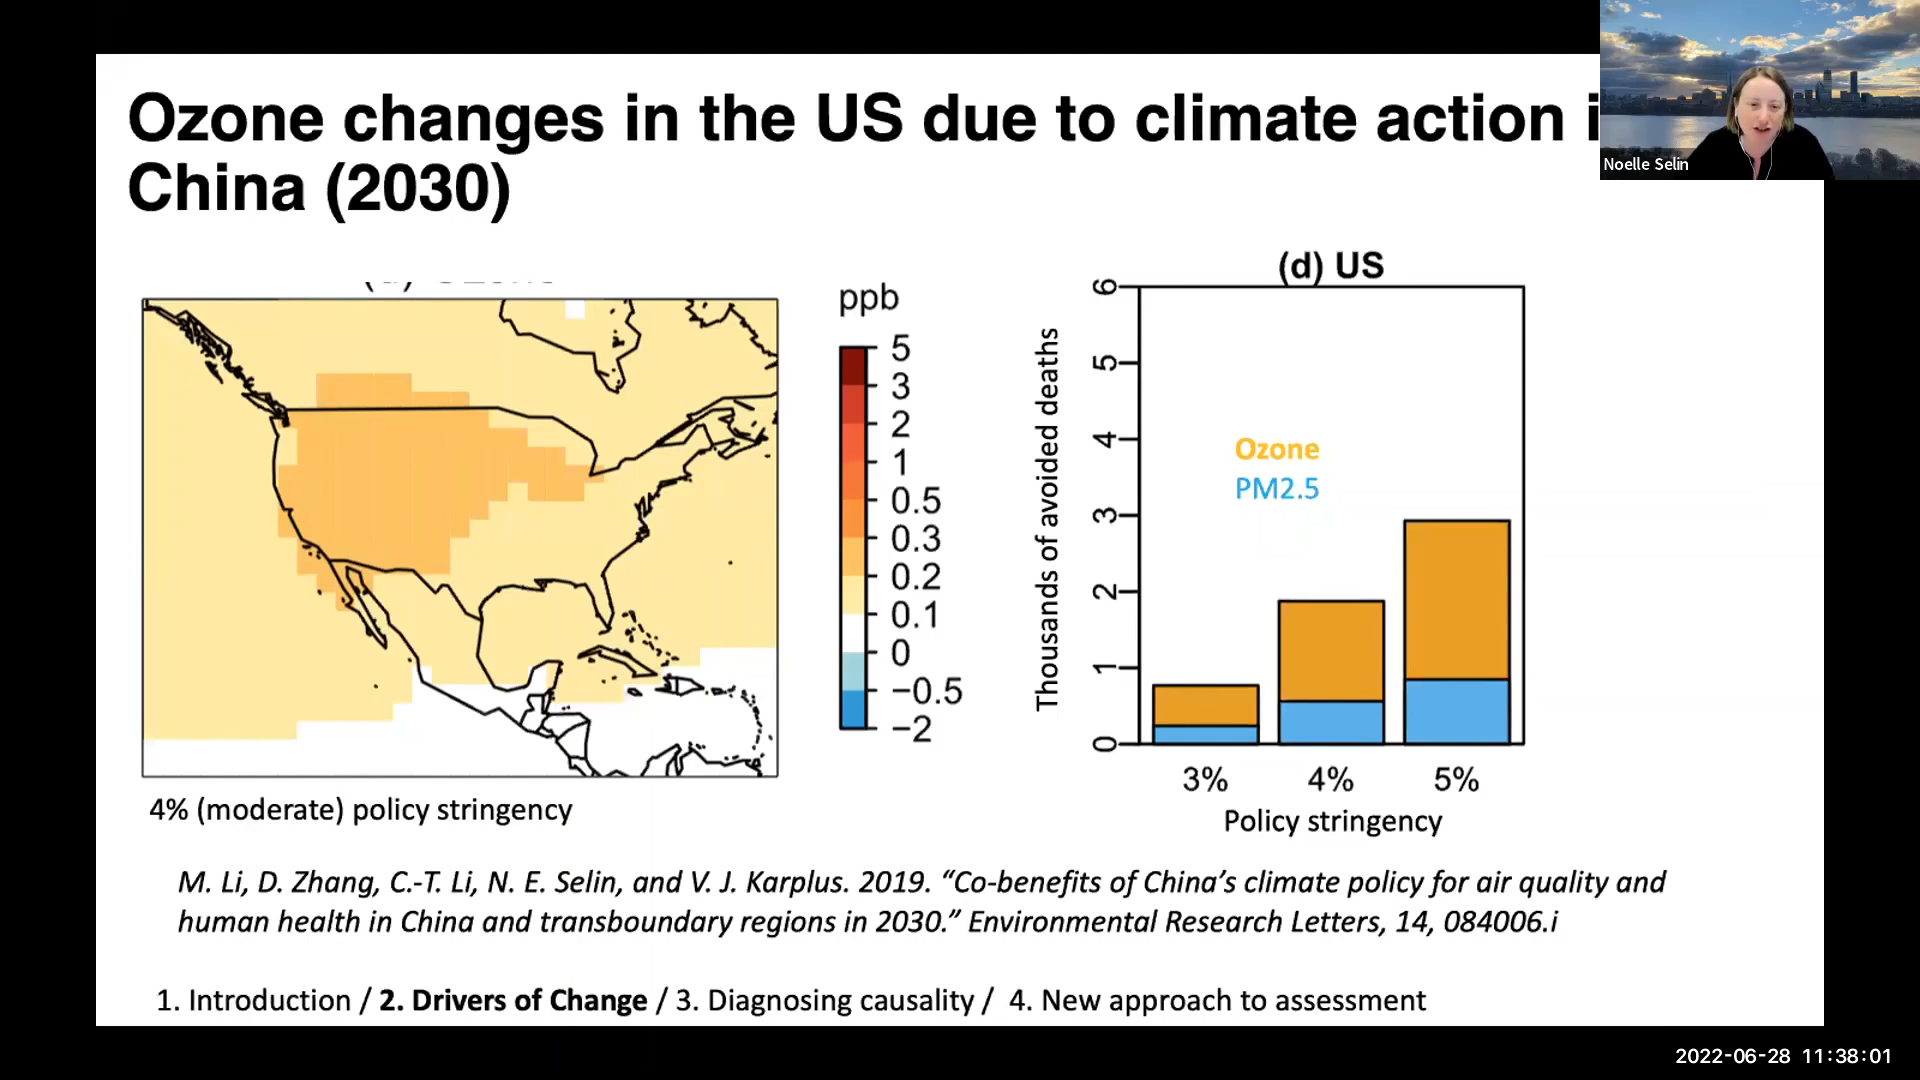 Ozone changes in the US due to climate action i
China (2030)
Noelle Selin
ppb
5
3
2
1
0.5
0.3
0.2
0.1
0
−0.5
−2
4% (moderate) policy stringency
(d) US
Thousands of avoided deaths
6
5
4
3
2
1
0
Ozone
PM2.5
3% 4% 5%
Policy stringency
M. Li, D. Zhang, C.-T. Li, N. E. Selin, and V. J. Karplus. 2019. “Co-benefits of China’s climate policy for air quality and
human health in China and transboundary regions in 2030.” Environmental Research Letters, 14, 084006.i
1. Introduction / 2. Drivers of Change / 3. Diagnosing causality / 4. New approach to assessment
2022-06-28 11:38:01